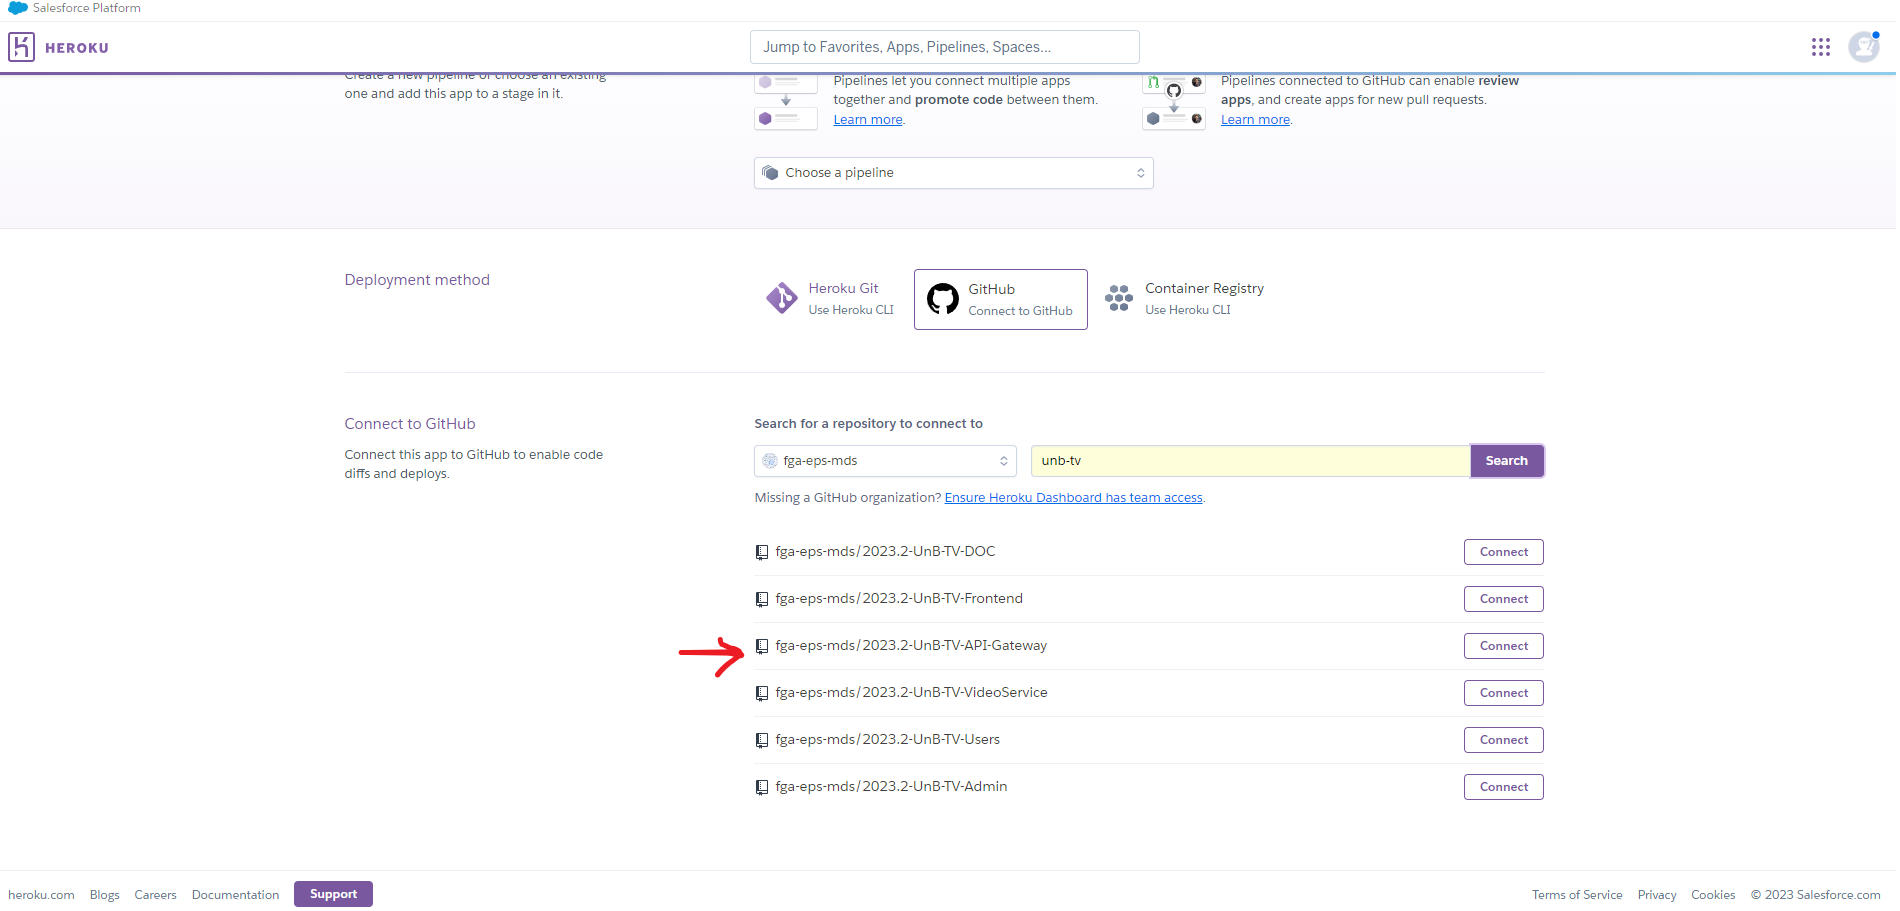 Salesforce Platform
HEROKU
Jump to Favorites, Apps, Pipelines, Spaces...
Create a new pipeline or choose an existing
one and add this app to a stage in it.
Pipelines let you connect multiple apps
together and promote code between them.
Learn more.
Pipelines connected to GitHub can enable review
apps, and create apps for new pull requests.
Learn more.
Choose a pipeline
Deployment method
Heroku Git
Use Heroku CLI
GitHub
Connect to GitHub
Container Registry
Use Heroku CLI
Connect to GitHub
Connect this app to GitHub to enable code
diffs and deploys.
Search for a repository to connect to
fga-eps-mds
unb-tv
Search
Missing a GitHub organization? Ensure Heroku Dashboard has team access.
fga-eps-mds/2023.2-UnB-TV-DOC
Connect
fga-eps-mds/2023.2-UnB-TV-Frontend
Connect
fga-eps-mds/2023.2-UnB-TV-API-Gateway
Connect
fga-eps-mds/2023.2-UnB-TV-VideoService
Connect
fga-eps-mds/2023.2-UnB-TV-Users
Connect
fga-eps-mds/2023.2-UnB-TV-Admin
Connect
heroku.com Blogs Careers Documentation Support
Terms of Service Privacy Cookies © 2023 Salesforce.com